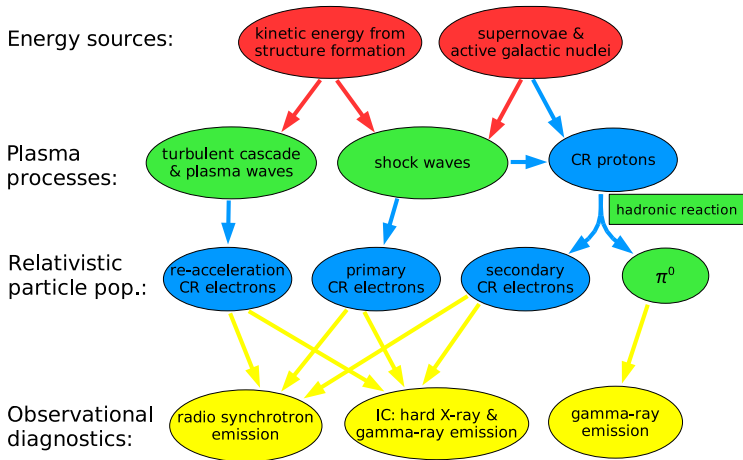 Energy sources:
kinetic energy from
structure formation
supernovae &
active galactic nuclei
Plasma
processes:
turbulent cascade
& plasma waves
shock waves
CR protons
hadronic reaction
Relativistic
particle pop.:
re-acceleration
CR electrons
primary
CR electrons
secondary
CR electrons
π⁰
Observational
diagnostics:
radio synchrotron
emission
IC: hard X-ray &
gamma-ray emission
gamma-ray
emission